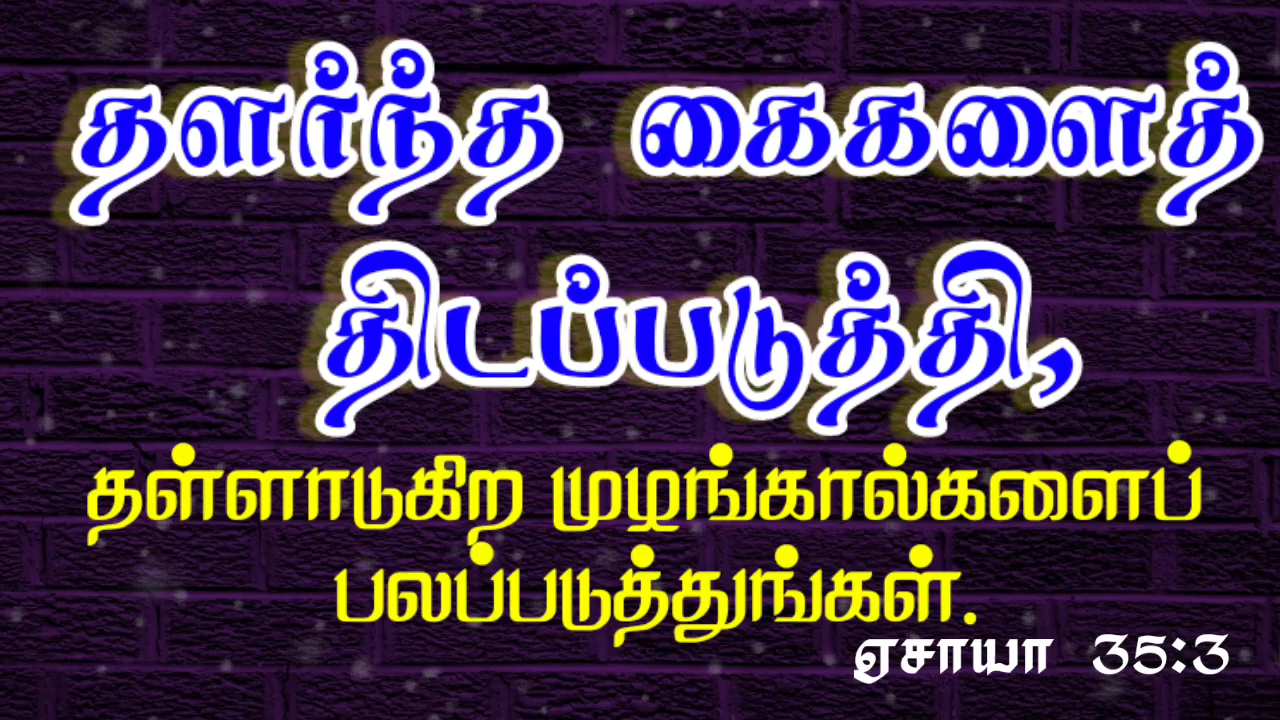 தளர்ந்த கைகளைத்
திடப்படுத்தி,
தள்ளாடுகிற முழங்கால்களைப்
பலப்படுத்துங்கள்.
ஏசாயா 35:3